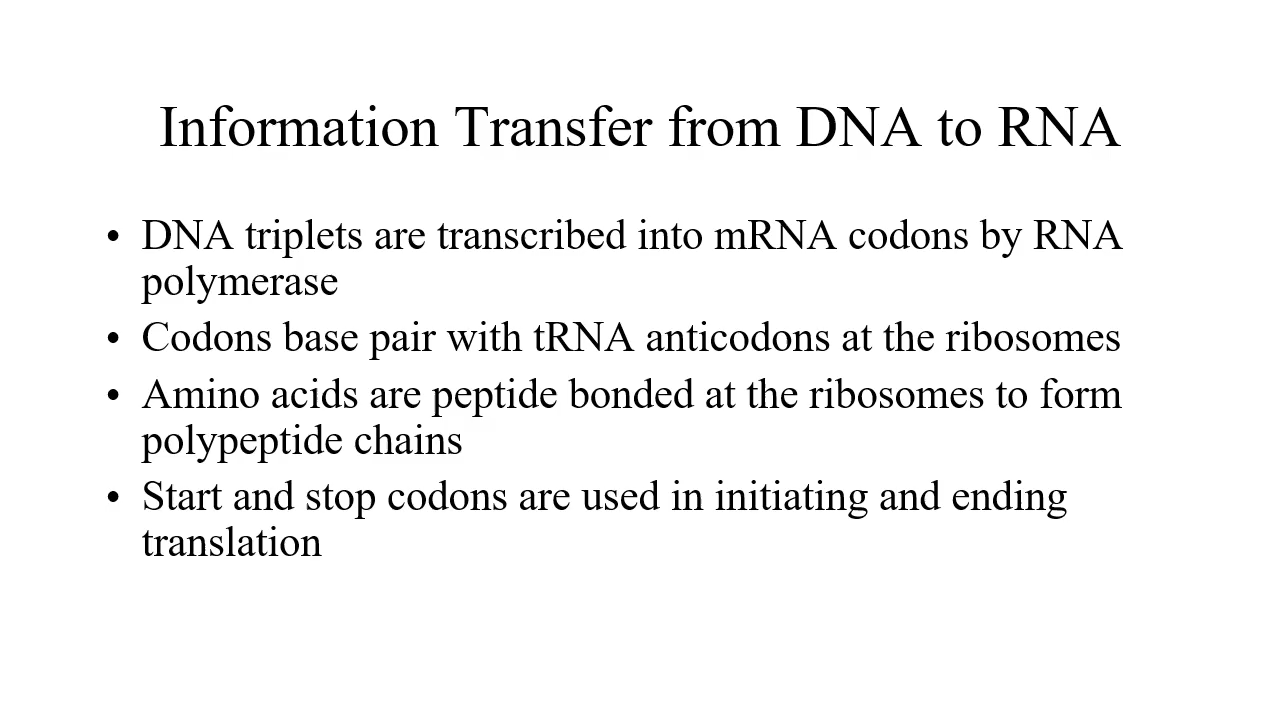 Information Transfer from DNA to RNA
• DNA triplets are transcribed into mRNA codons by RNA
polymerase
• Codons base pair with tRNA anticodons at the ribosomes
• Amino acids are peptide bonded at the ribosomes to form
polypeptide chains
• Start and stop codons are used in initiating and ending
translation